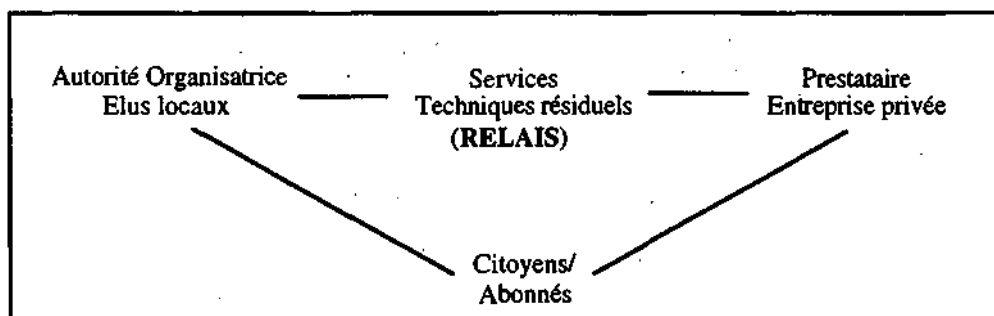 Autorité Organisatrice
Elus locaux
Services
Techniques résiduels
(RELAIS)
Prestataire
Entreprise privée
Citoyens/
Abonnés